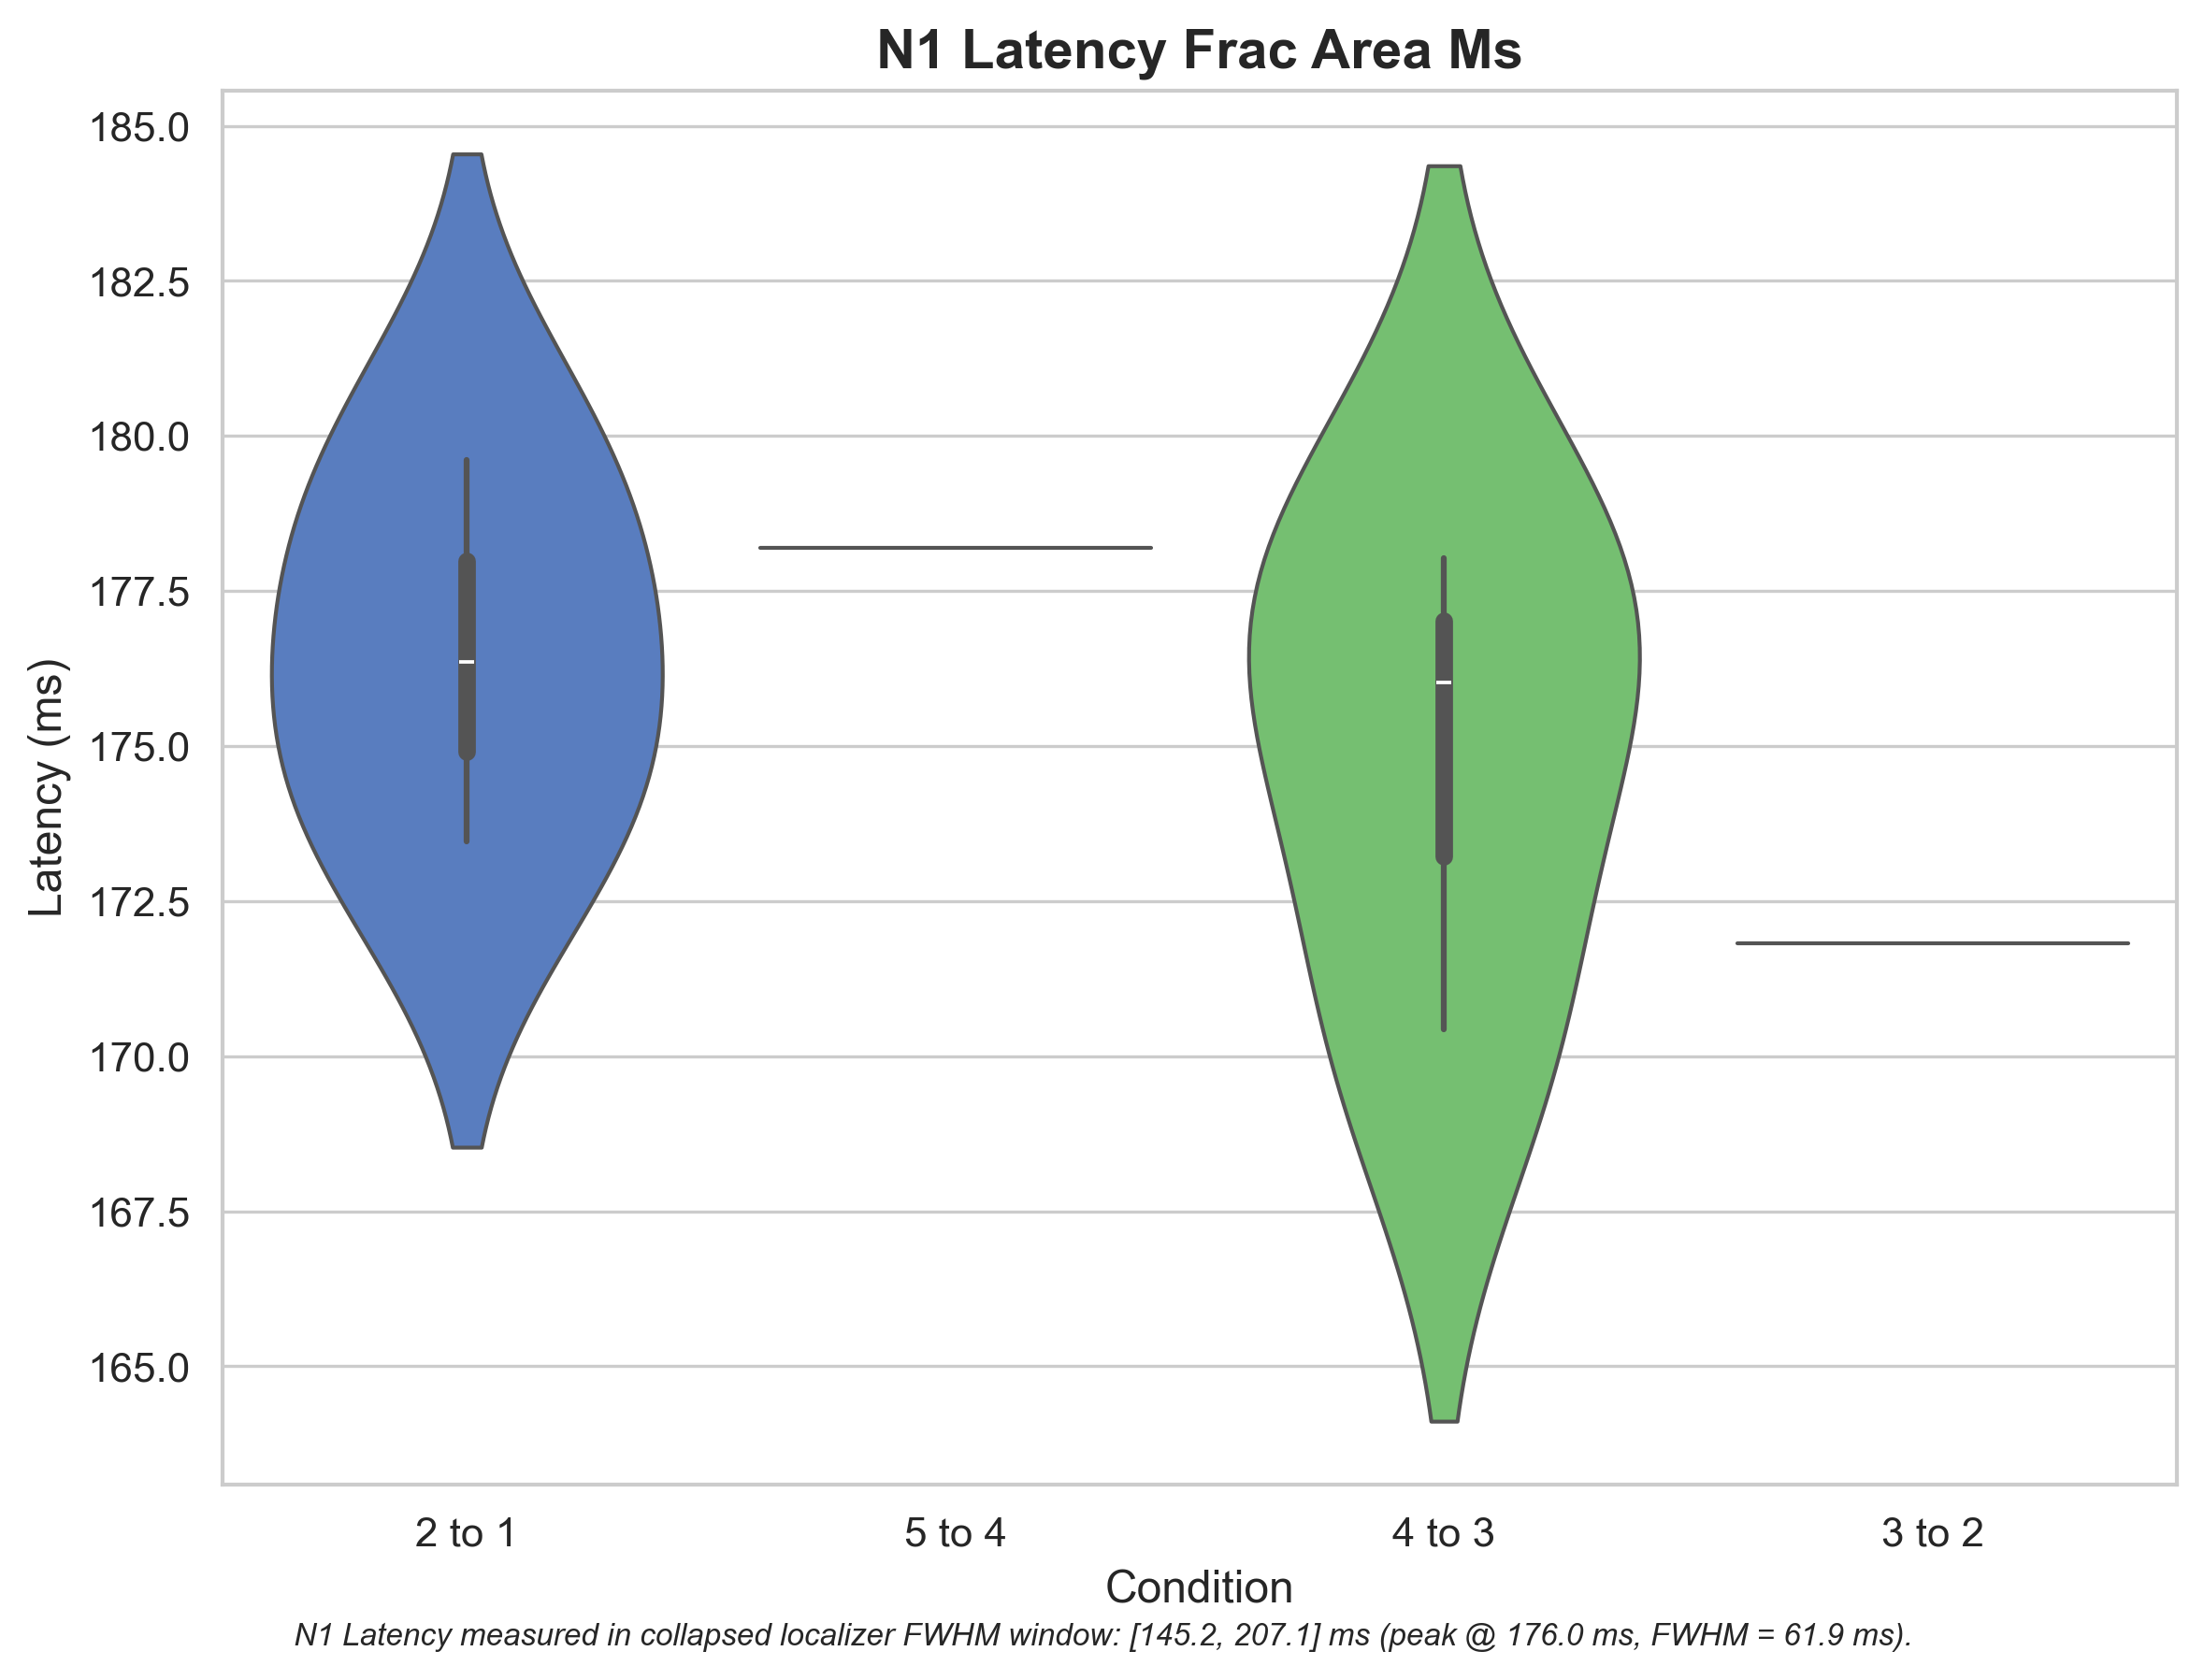 N1 Latency Frac Area Ms
185.0
182.5
180.0
177.5
175.0
172.5
170.0
167.5
165.0
Latency (ms)
2 to 1
5 to 4
4 to 3
3 to 2
Condition
N1 Latency measured in collapsed localizer FWHM window: [145.2, 207.1] ms (peak @ 176.0 ms, FWHM = 61.9 ms).